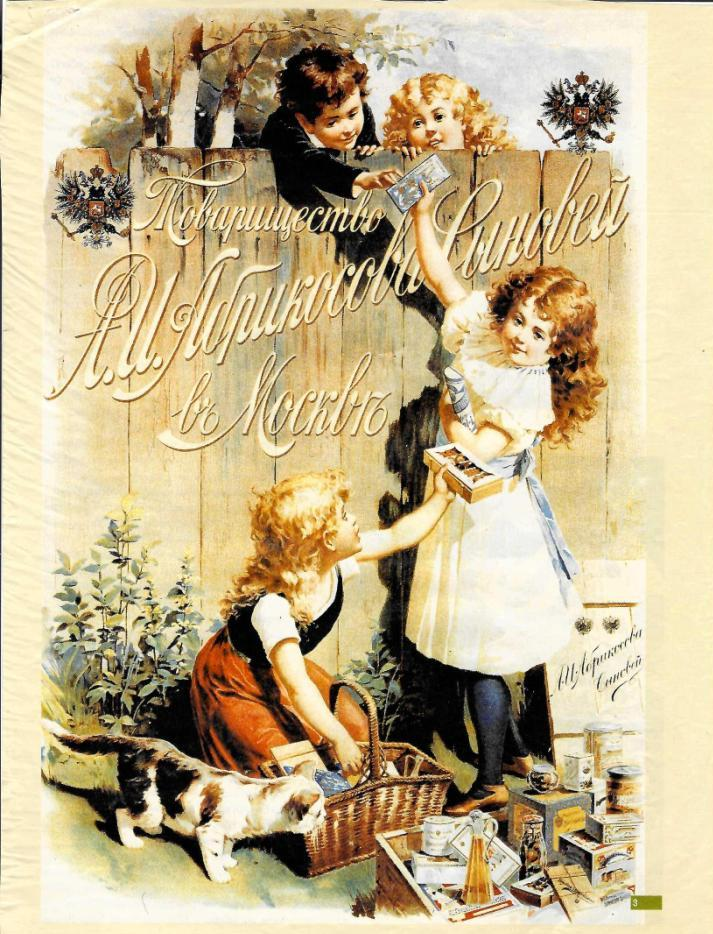 Товарищество
А.И.Абрикосова Сыновей
въ Москвѣ
А.И.Абрикосова
Сыновей
3